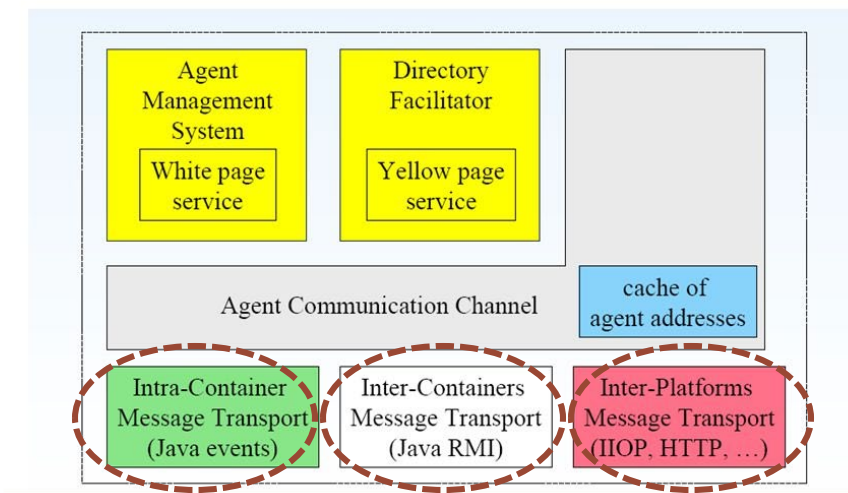 Agent
Management
System
White page
service
Directory
Facilitator
Yellow page
service
Agent Communication Channel
cache of
agent addresses
Intra-Container
Message Transport
(Java events)
Inter-Containers
Message Transport
(Java RMI)
Inter-Platforms
Message Transport
(IIOP, HTTP, …)